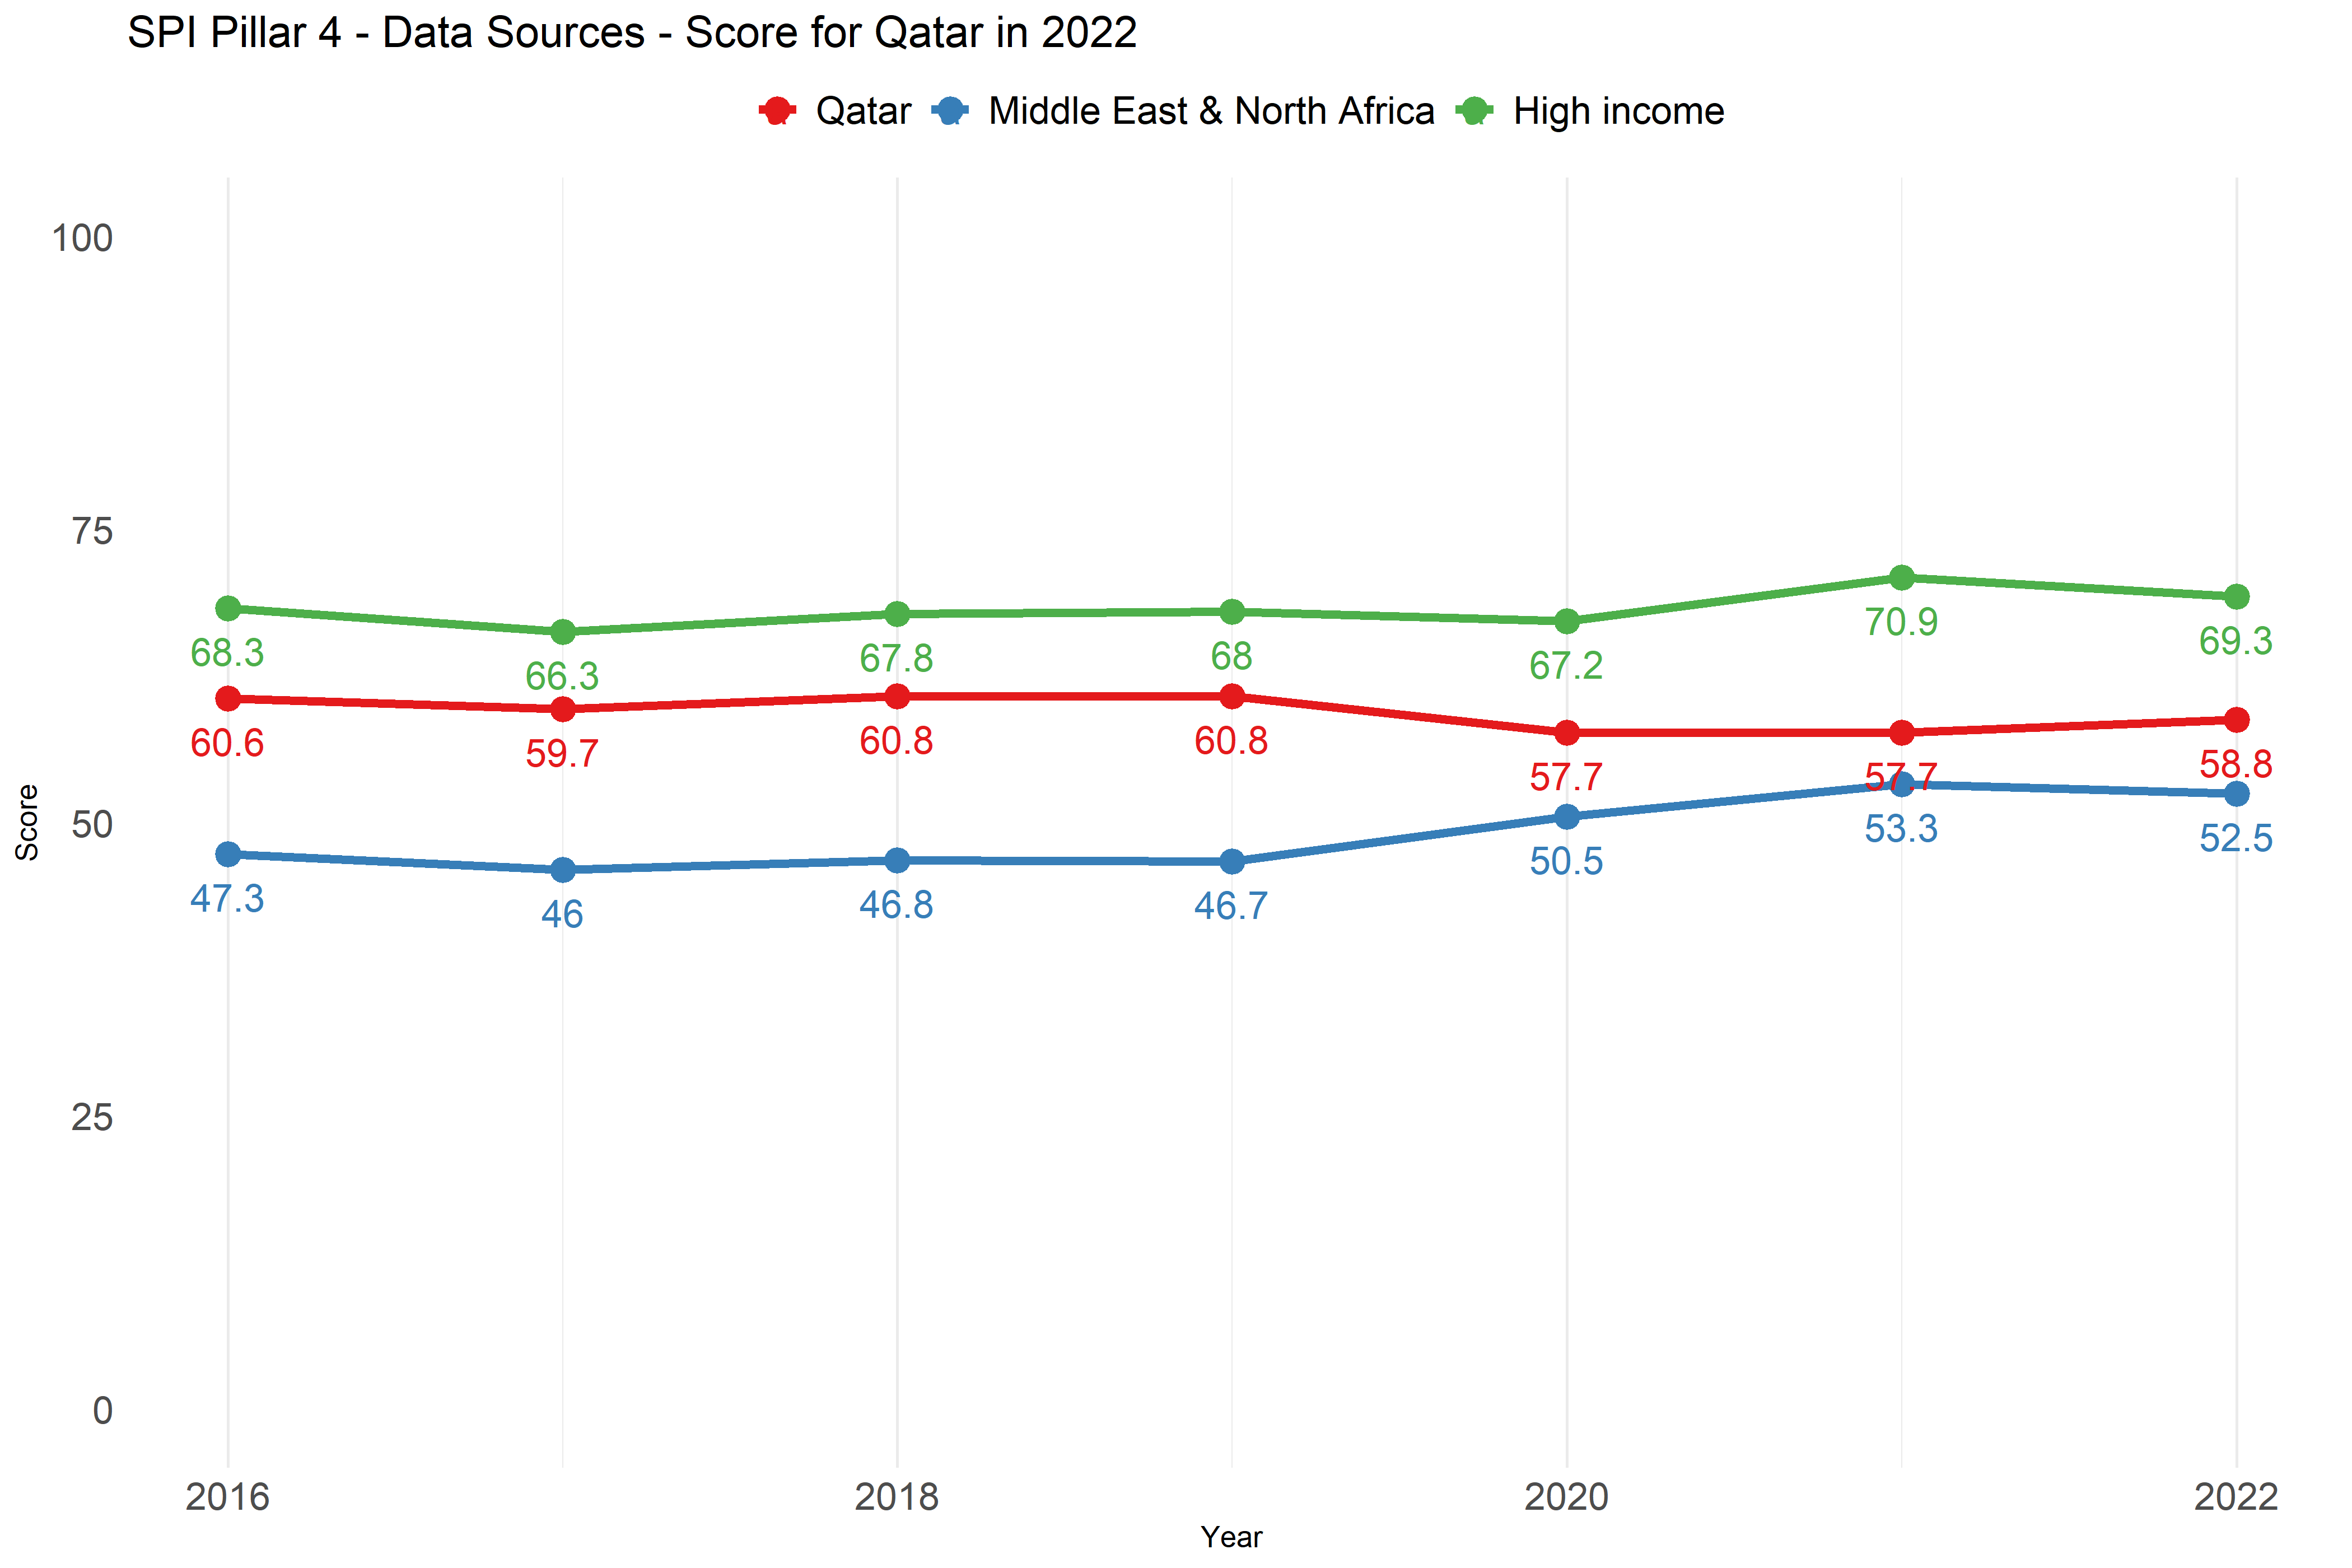 SPI Pillar 4 - Data Sources - Score for Qatar in 2022
Qatar Middle East & North Africa High income
100
75
50
25
0
Score
68.3 66.3 67.8 68 67.2 70.9 69.3
60.6 59.7 60.8 60.8 57.7 57.7 58.8
47.3 46 46.8 46.7 50.5 53.3 52.5
2016 2018 2020 2022
Year